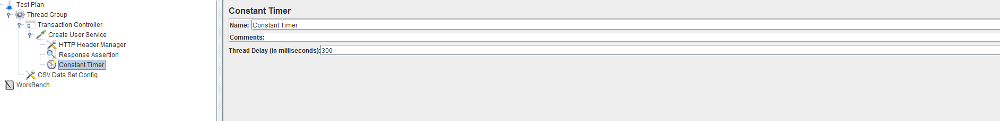 Test Plan
Thread Group
Transaction Controller
Create User Service
HTTP Header Manager
Response Assertion
Constant Timer
CSV Data Set Config
WorkBench
Constant Timer
Name: Constant Timer
Comments:
Thread Delay (in milliseconds): 300